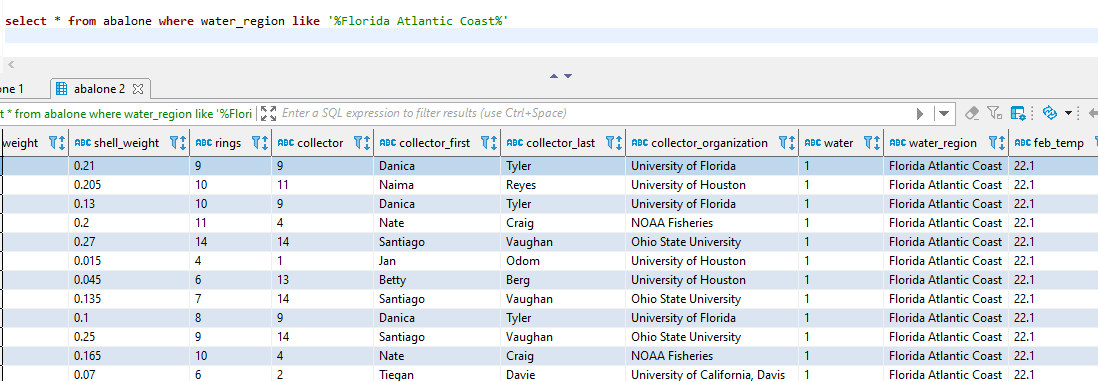 select * from abalone where water_region like '%Florida Atlantic Coast%'
one 1 abalone 2
t * from abalone where water_region like '%Flori Enter a SQL expression to filter results (use Ctrl+Space)
weight ABC shell_weight ABC rings ABC collector ABC collector_first ABC collector_last ABC collector_organization ABC water ABC water_region ABC feb_temp
0.21 9 9 Danica Tyler University of Florida 1 Florida Atlantic Coast 22.1
0.205 10 11 Naima Reyes University of Houston 1 Florida Atlantic Coast 22.1
0.13 10 9 Danica Tyler University of Florida 1 Florida Atlantic Coast 22.1
0.2 11 4 Nate Craig NOAA Fisheries 1 Florida Atlantic Coast 22.1
0.27 14 14 Santiago Vaughan Ohio State University 1 Florida Atlantic Coast 22.1
0.015 4 1 Jan Odom University of Houston 1 Florida Atlantic Coast 22.1
0.045 6 13 Betty Berg University of Houston 1 Florida Atlantic Coast 22.1
0.135 7 14 Santiago Vaughan Ohio State University 1 Florida Atlantic Coast 22.1
0.1 8 9 Danica Tyler University of Florida 1 Florida Atlantic Coast 22.1
0.25 9 14 Santiago Vaughan Ohio State University 1 Florida Atlantic Coast 22.1
0.165 10 4 Nate Craig NOAA Fisheries 1 Florida Atlantic Coast 22.1
0.07 6 2 Tiegan Davie University of California, Davis 1 Florida Atlantic Coast 22.1